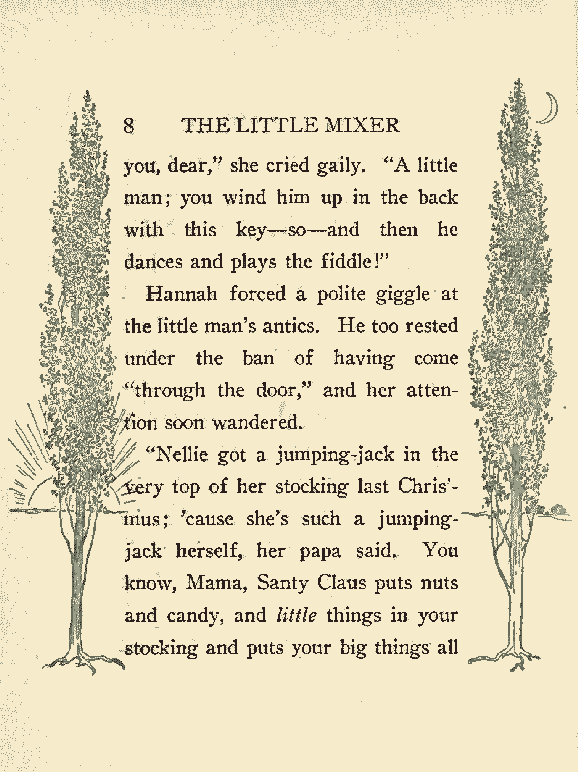 8 THE LITTLE MIXER
you, dear,” she cried gaily. “A little
man; you wind him up in the back
with this key—so—and then he
dances and plays the fiddle!”
Hannah forced a polite giggle at
the little man’s antics. He too rested
under the ban of having come
“through the door,” and her atten-
tion soon wandered.
“Nellie got a jumping-jack in the
very top of her stocking last Chris’-
mus; ’cause she’s such a jumping-
jack herself, her papa said. You
know, Mama, Santy Claus puts nuts
and candy, and little things in your
stocking and puts your big things all